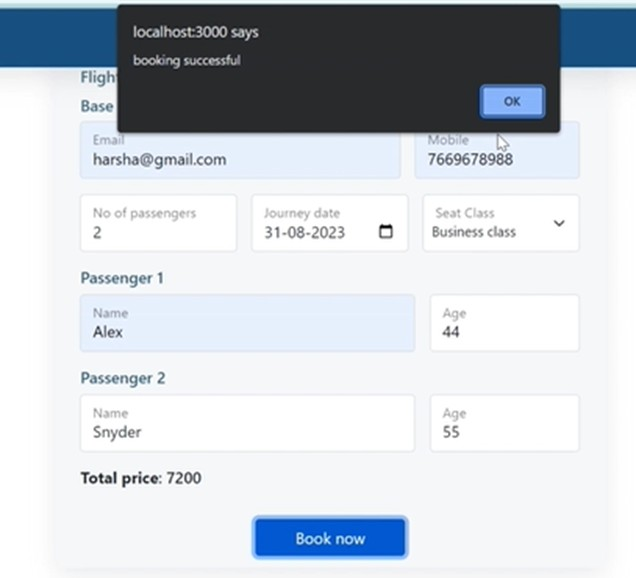 localhost:3000 says
booking successful
OK
Flight
Base
Email Mobile
harsha@gmail.com 7669678988
No of passengers Journey date Seat Class
2 31-08-2023 Business class
Passenger 1
Name Age
Alex 44
Passenger 2
Name Age
Snyder 55
Total price: 7200
Book now